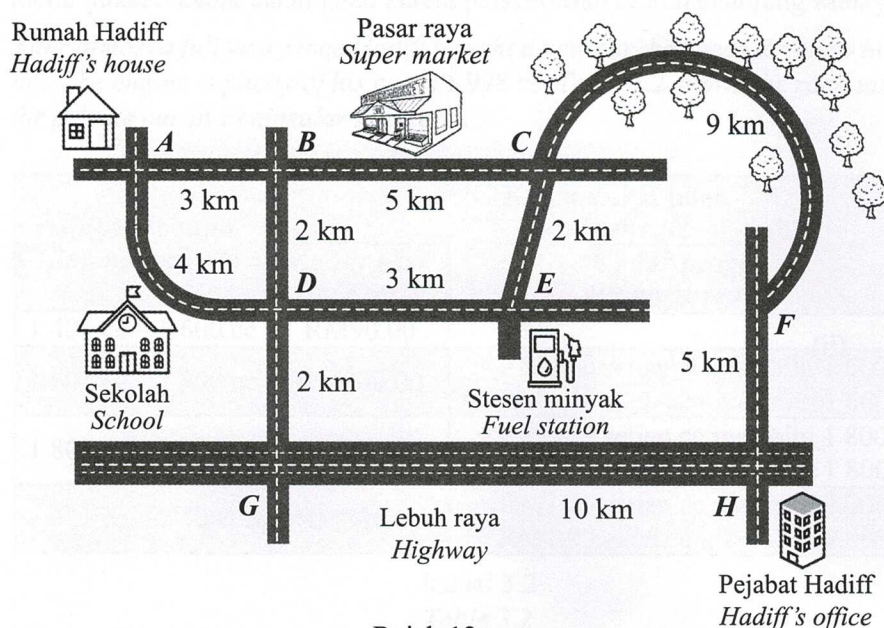 Rumah Hadiff
Hadiff's house
Pasar raya
Super market
A
B
C
9 km
3 km
5 km
2 km
2 km
4 km
3 km
D
E
F
5 km
2 km
Sekolah
School
Stesen minyak
Fuel station
G
Lebuh raya
Highway
10 km
H
Pejabat Hadiff
Hadiff's office